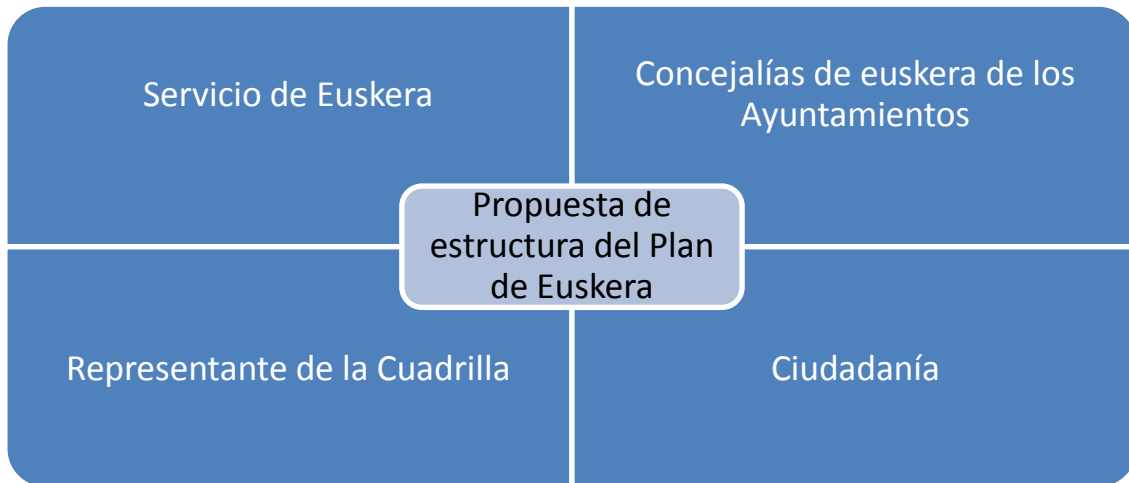 Servicio de Euskera
Concejalías de euskera de los
Ayuntamientos
Propuesta de
estructura del Plan
de Euskera
Representante de la Cuadrilla
Ciudadanía